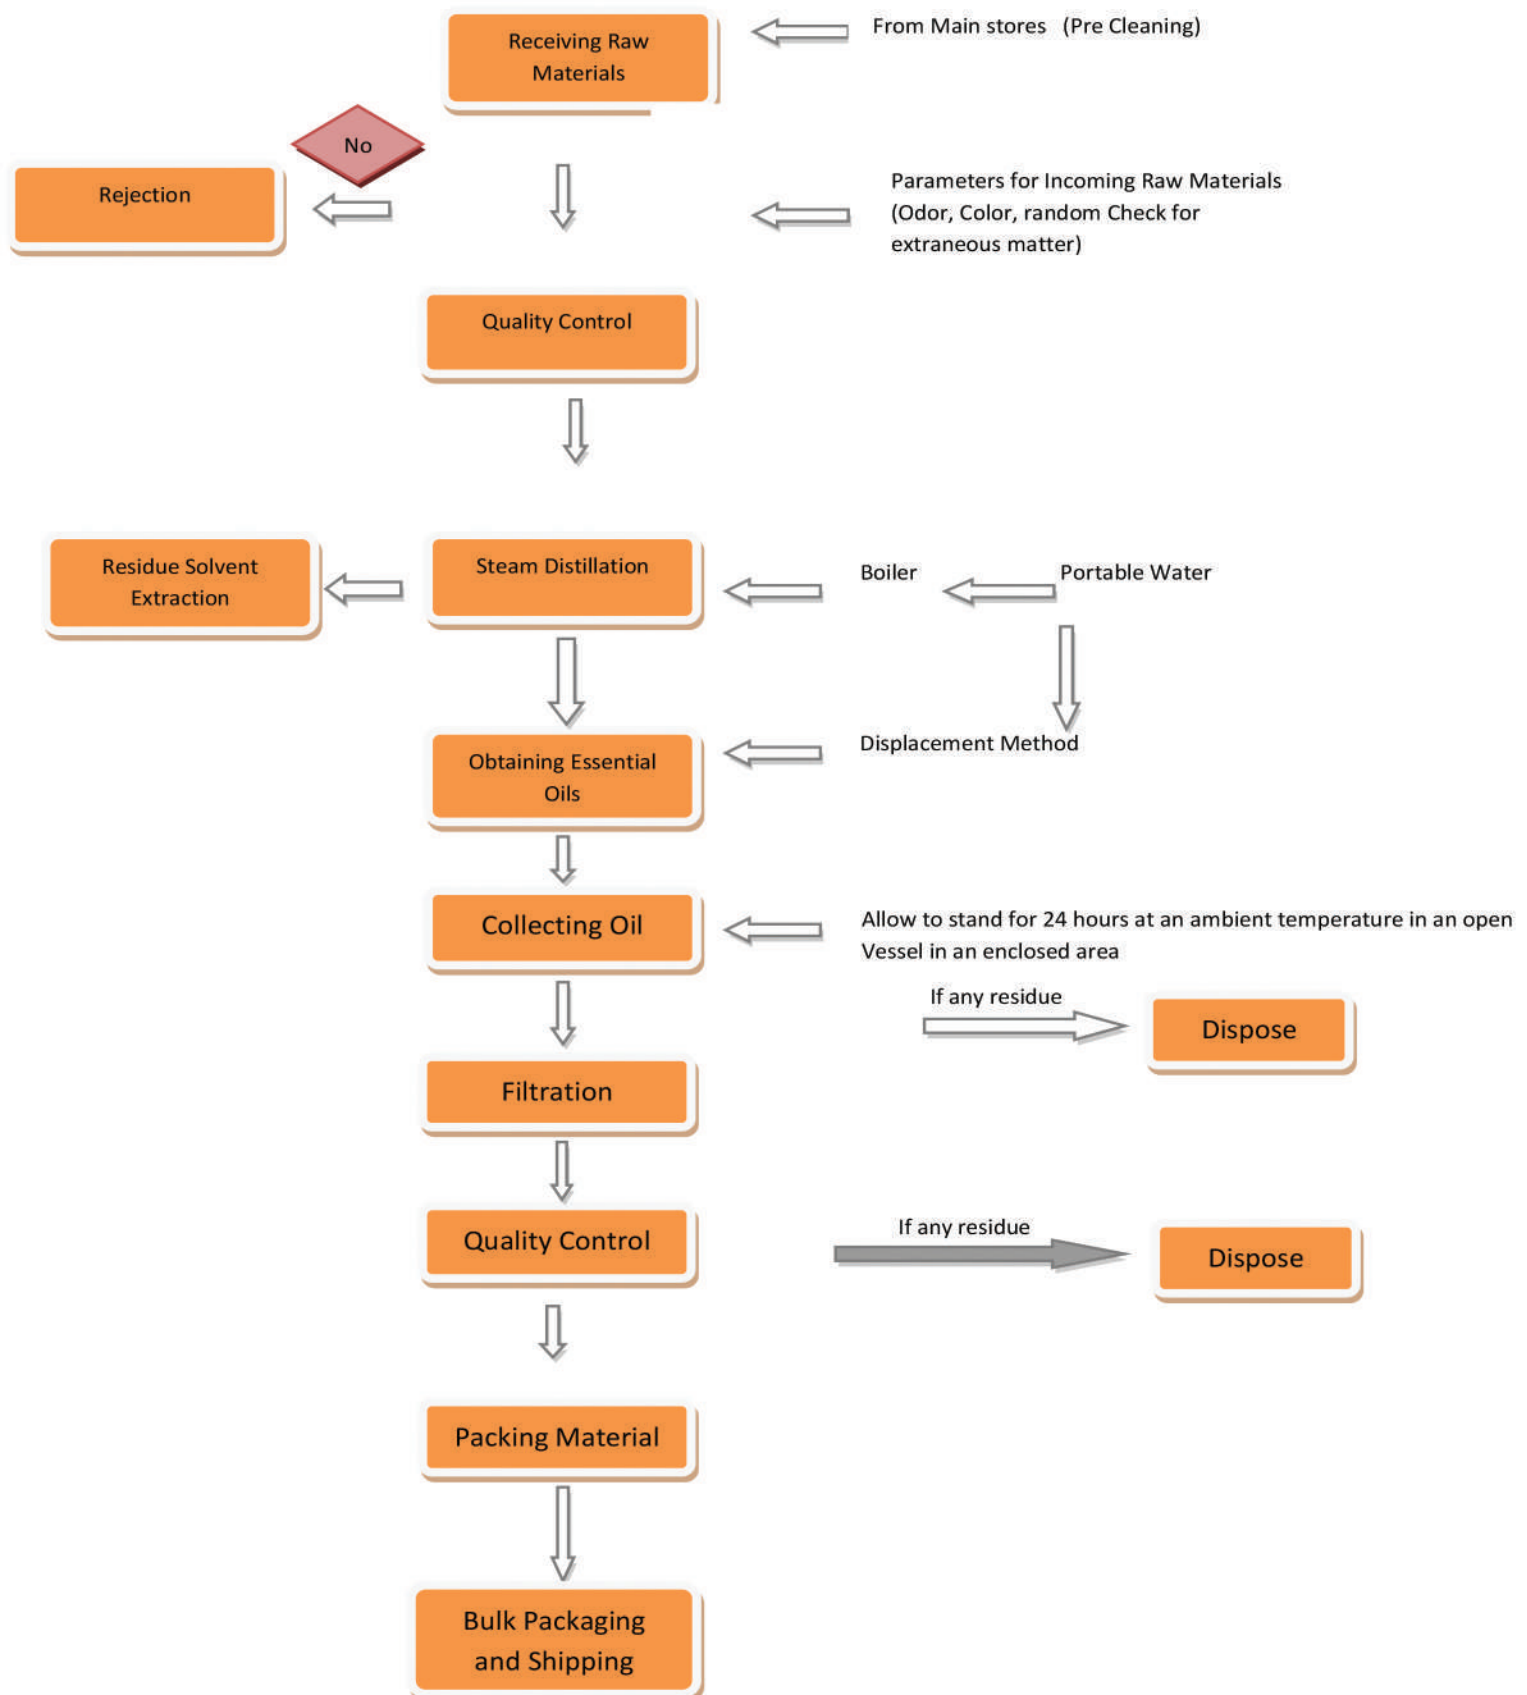 Receiving Raw
Materials
From Main stores   (Pre Cleaning)
No
Rejection
Parameters for Incoming Raw Materials
(Odor, Color, random Check for
extraneous matter)
Quality Control
Residue Solvent
Extraction
Steam Distillation
Boiler
Portable Water
Obtaining Essential
Oils
Displacement Method
Collecting Oil
Allow to stand for 24 hours at an ambient temperature in an open
Vessel in an enclosed area
If any residue
Dispose
Filtration
Quality Control
If any residue
Dispose
Packing Material
Bulk Packaging
and Shipping